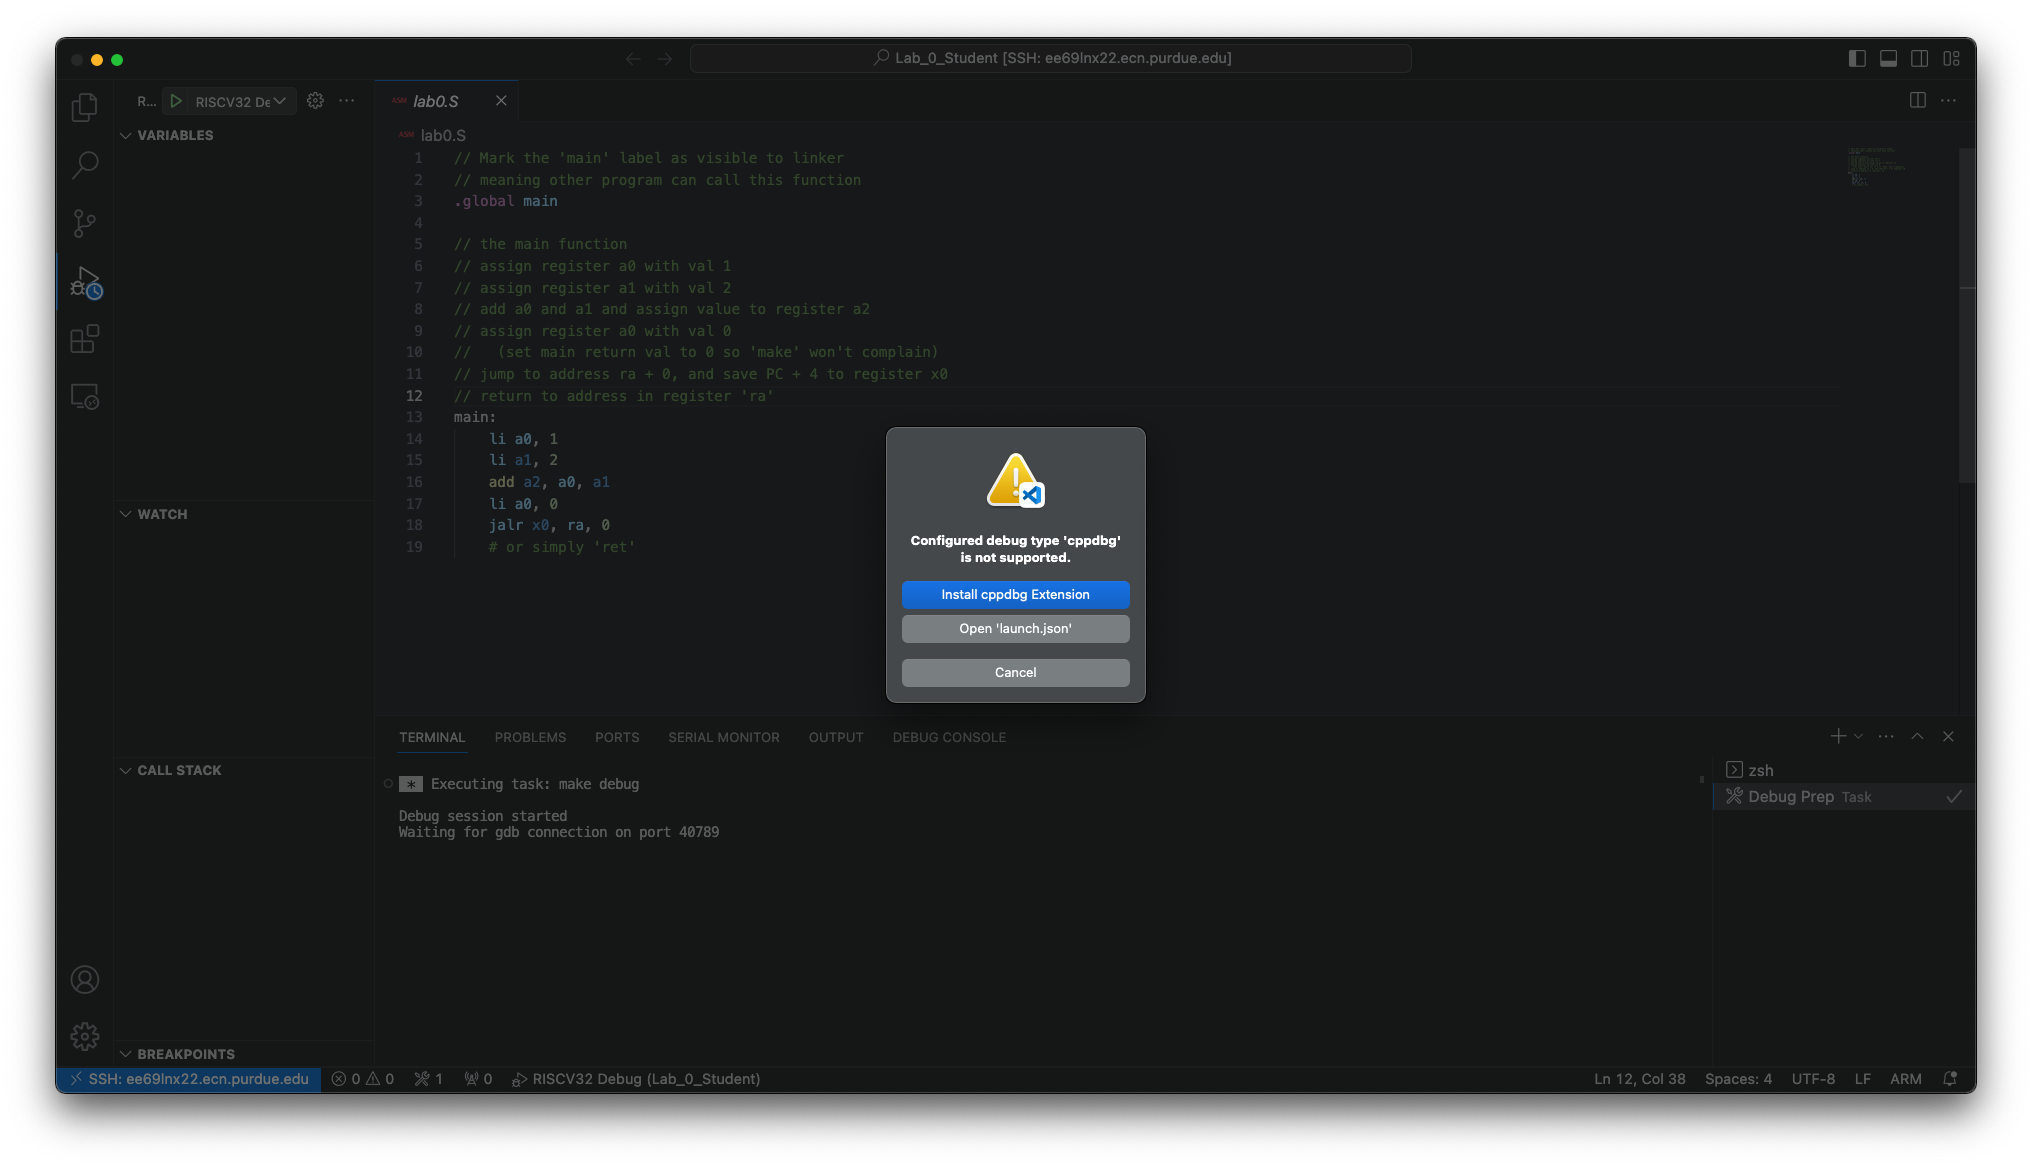 Lab_0_Student [SSH: ee69lnx22.ecn.purdue.edu]
R... RISCV32 De
VARIABLES
WATCH
CALL STACK
BREAKPOINTS
ASM lab0.S
ASM lab0.S
1 // Mark the 'main' label as visible to linker
2 // meaning other program can call this function
3 .global main
4
5 // the main function
6 // assign register a0 with val 1
7 // assign register a1 with val 2
8 // add a0 and a1 and assign value to register a2
9 // assign register a0 with val 0
10 //   (set main return val to 0 so 'make' won't complain)
11 // jump to address ra + 0, and save PC + 4 to register x0
12 // return to address in register 'ra'
13 main:
14     li a0, 1
15     li a1, 2
16     add a2, a0, a1
17     li a0, 0
18     jalr x0, ra, 0
19     # or simply 'ret'
Configured debug type 'cppdbg'
is not supported.
Install cppdbg Extension
Open 'launch.json'
Cancel
TERMINAL PROBLEMS PORTS SERIAL MONITOR OUTPUT DEBUG CONSOLE
* Executing task: make debug
Debug session started
Waiting for gdb connection on port 40789
zsh
Debug Prep Task
SSH: ee69lnx22.ecn.purdue.edu 0 0 1 0 RISCV32 Debug (Lab_0_Student) Ln 12, Col 38 Spaces: 4 UTF-8 LF ARM